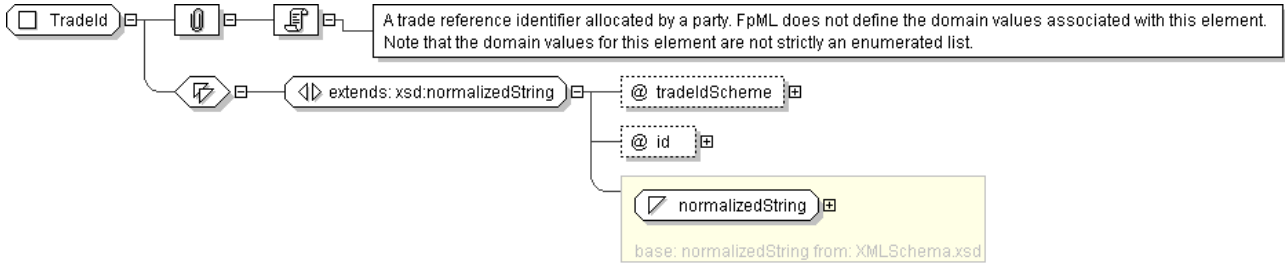 TradeId
A trade reference identifier allocated by a party. FpML does not define the domain values associated with this element.
Note that the domain values for this element are not strictly an enumerated list.
extends: xsd:normalizedString
@ tradeIdScheme
@ id
normalizedString
base: normalizedString from: XMLSchema.xsd